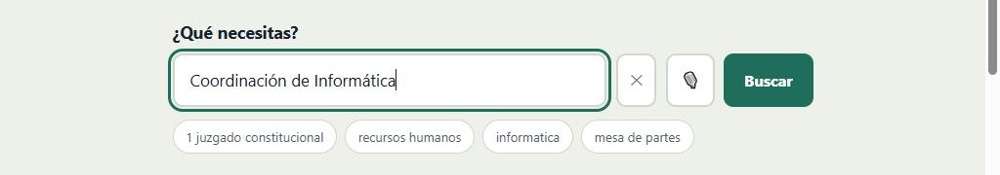 ¿Qué necesitas?
Coordinación de Informática
Buscar
1 juzgado constitucional
recursos humanos
informatica
mesa de partes